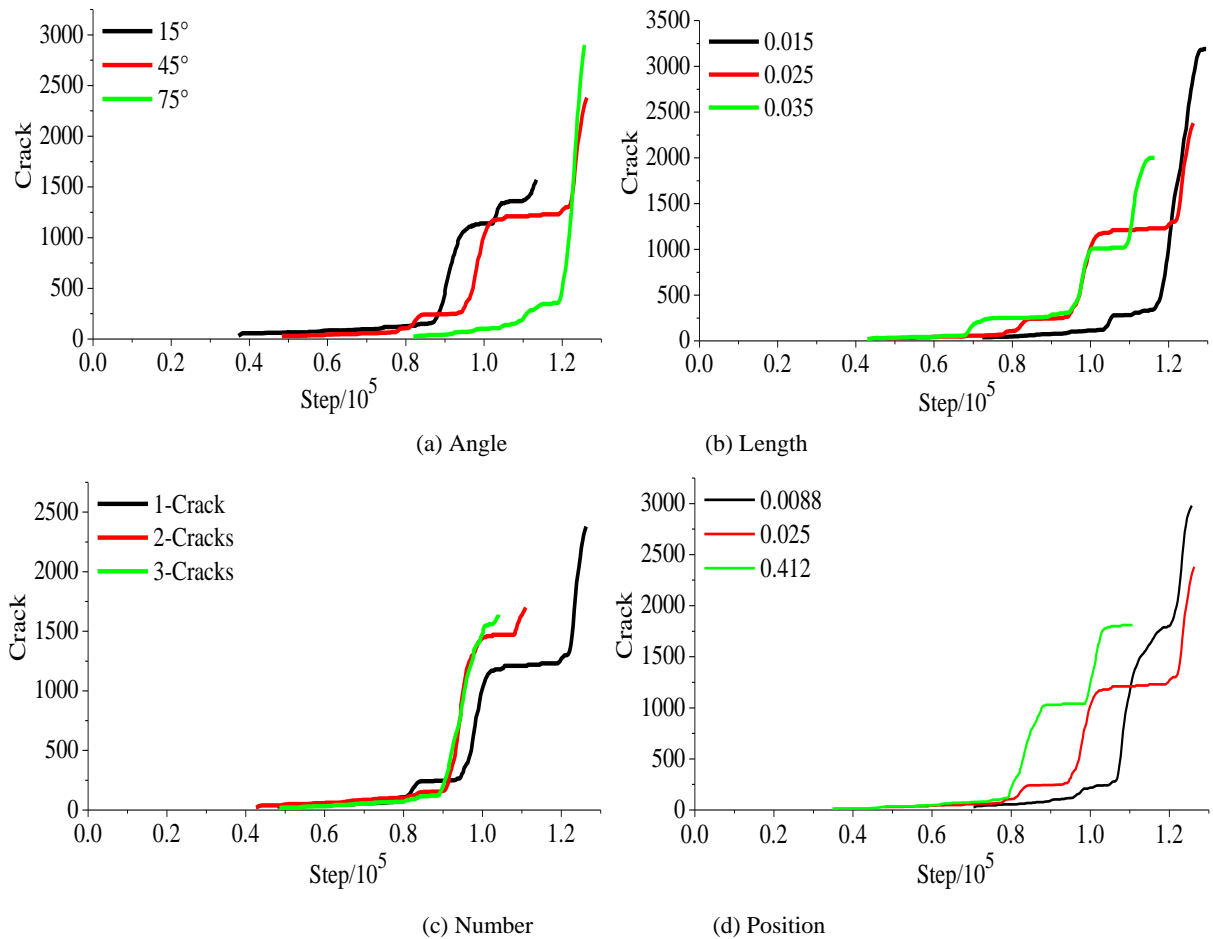 3000
2500
2000
1500
1000
500
0
Crack
15°
45°
75°
0.0 0.2 0.4 0.6 0.8 1.0 1.2
Step/10^5
(a) Angle
3500
3000
2500
2000
1500
1000
500
0
Crack
0.015
0.025
0.035
0.0 0.2 0.4 0.6 0.8 1.0 1.2
Step/10^5
(b) Length
2500
2000
1500
1000
500
0
Crack
1-Crack
2-Cracks
3-Cracks
0.0 0.2 0.4 0.6 0.8 1.0 1.2
Step/10^5
(c) Number
3000
2500
2000
1500
1000
500
0
Crack
0.0088
0.025
0.412
0.0 0.2 0.4 0.6 0.8 1.0 1.2
Step/10^5
(d) Position